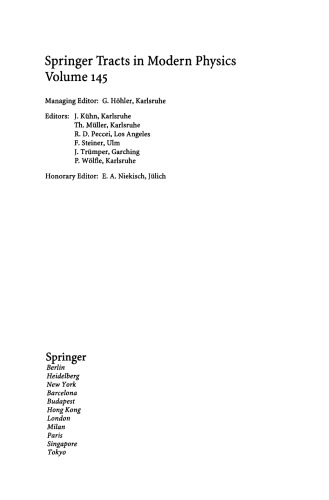 Springer Tracts in Modern Physics
Volume 145
Managing Editor: G. Höhler, Karlsruhe
Editors: J. Kühn, Karlsruhe
Th. Müller, Karlsruhe
R. D. Peccei, Los Angeles
F. Steiner, Ulm
J. Trümper, Garching
P. Wölfle, Karlsruhe
Honorary Editor: E. A. Niekisch, Jülich
Springer
Berlin
Heidelberg
New York
Barcelona
Budapest
Hong Kong
London
Milan
Paris
Singapore
Tokyo